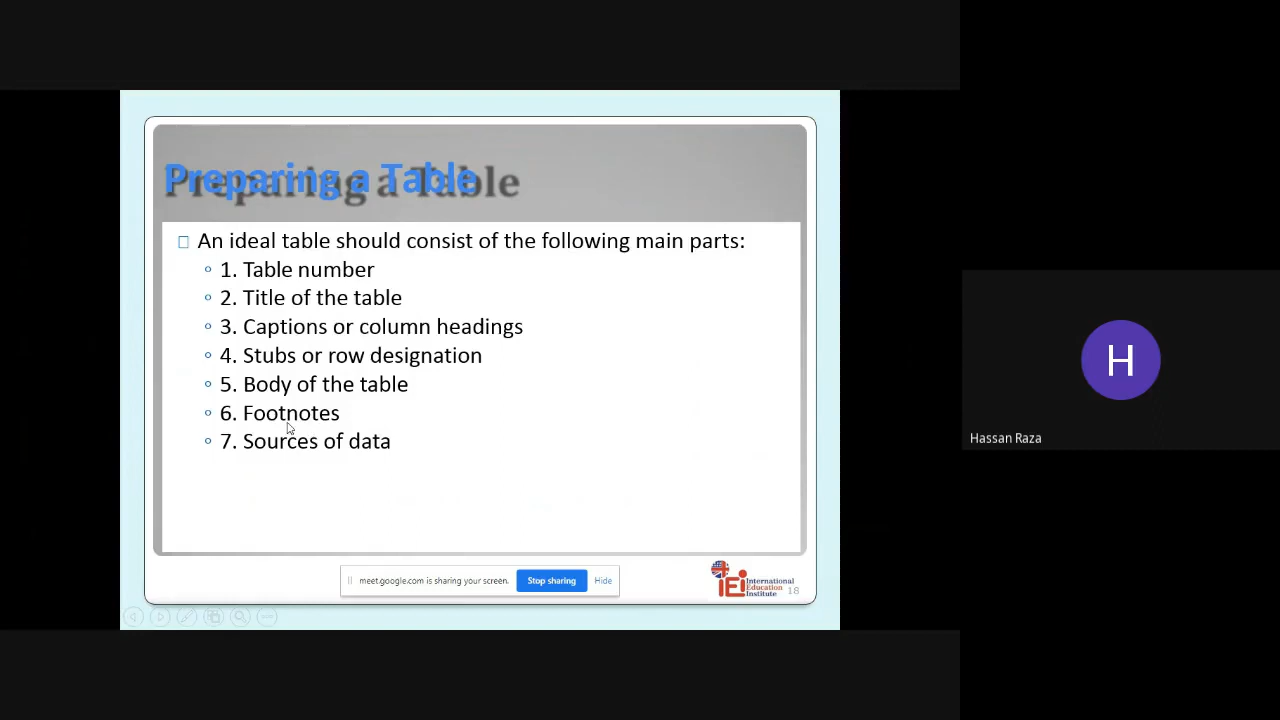 Preparing a Table
An ideal table should consist of the following main parts:
1. Table number
2. Title of the table
3. Captions or column headings
4. Stubs or row designation
5. Body of the table
6. Footnotes
7. Sources of data
meet.google.com is sharing your screen. Stop sharing Hide
iEi International
Education
Institute
18
H
Hassan Raza